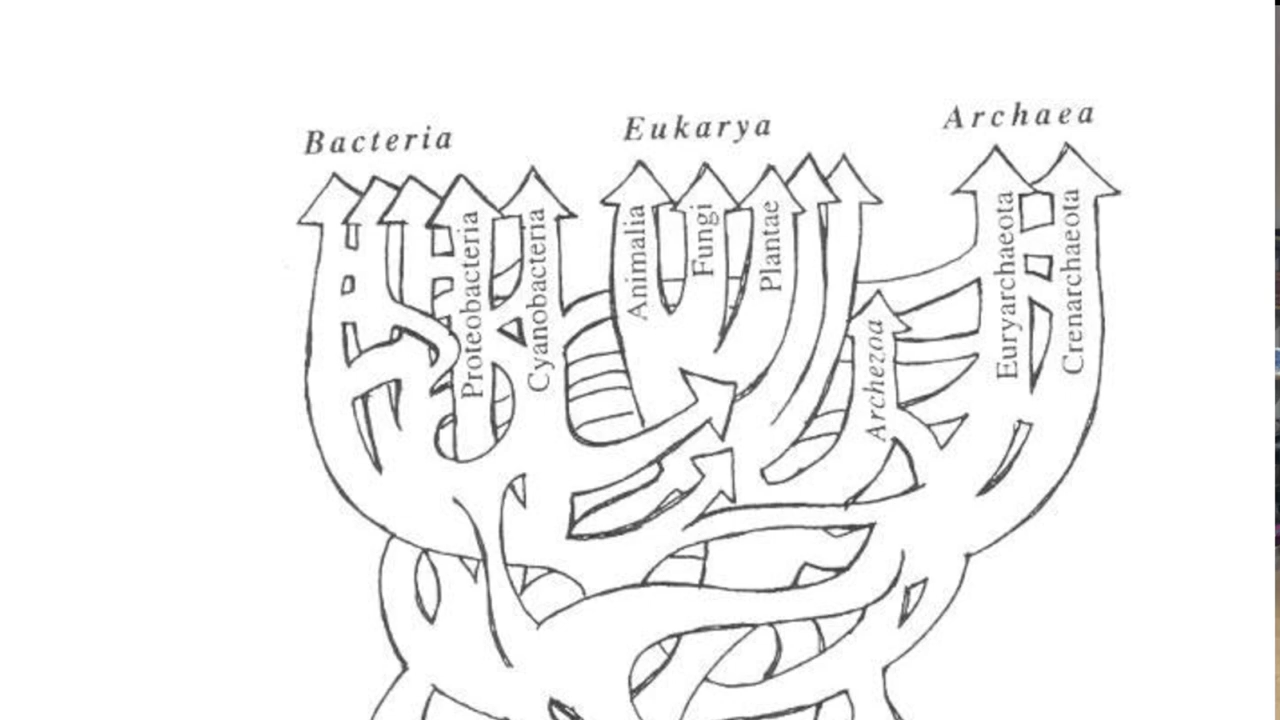 Bacteria
Eukarya
Archaea
Proteobacteria
Cyanobacteria
Animalia
Fungi
Plantae
Archezoa
Euryarchaeota
Crenarchaeota